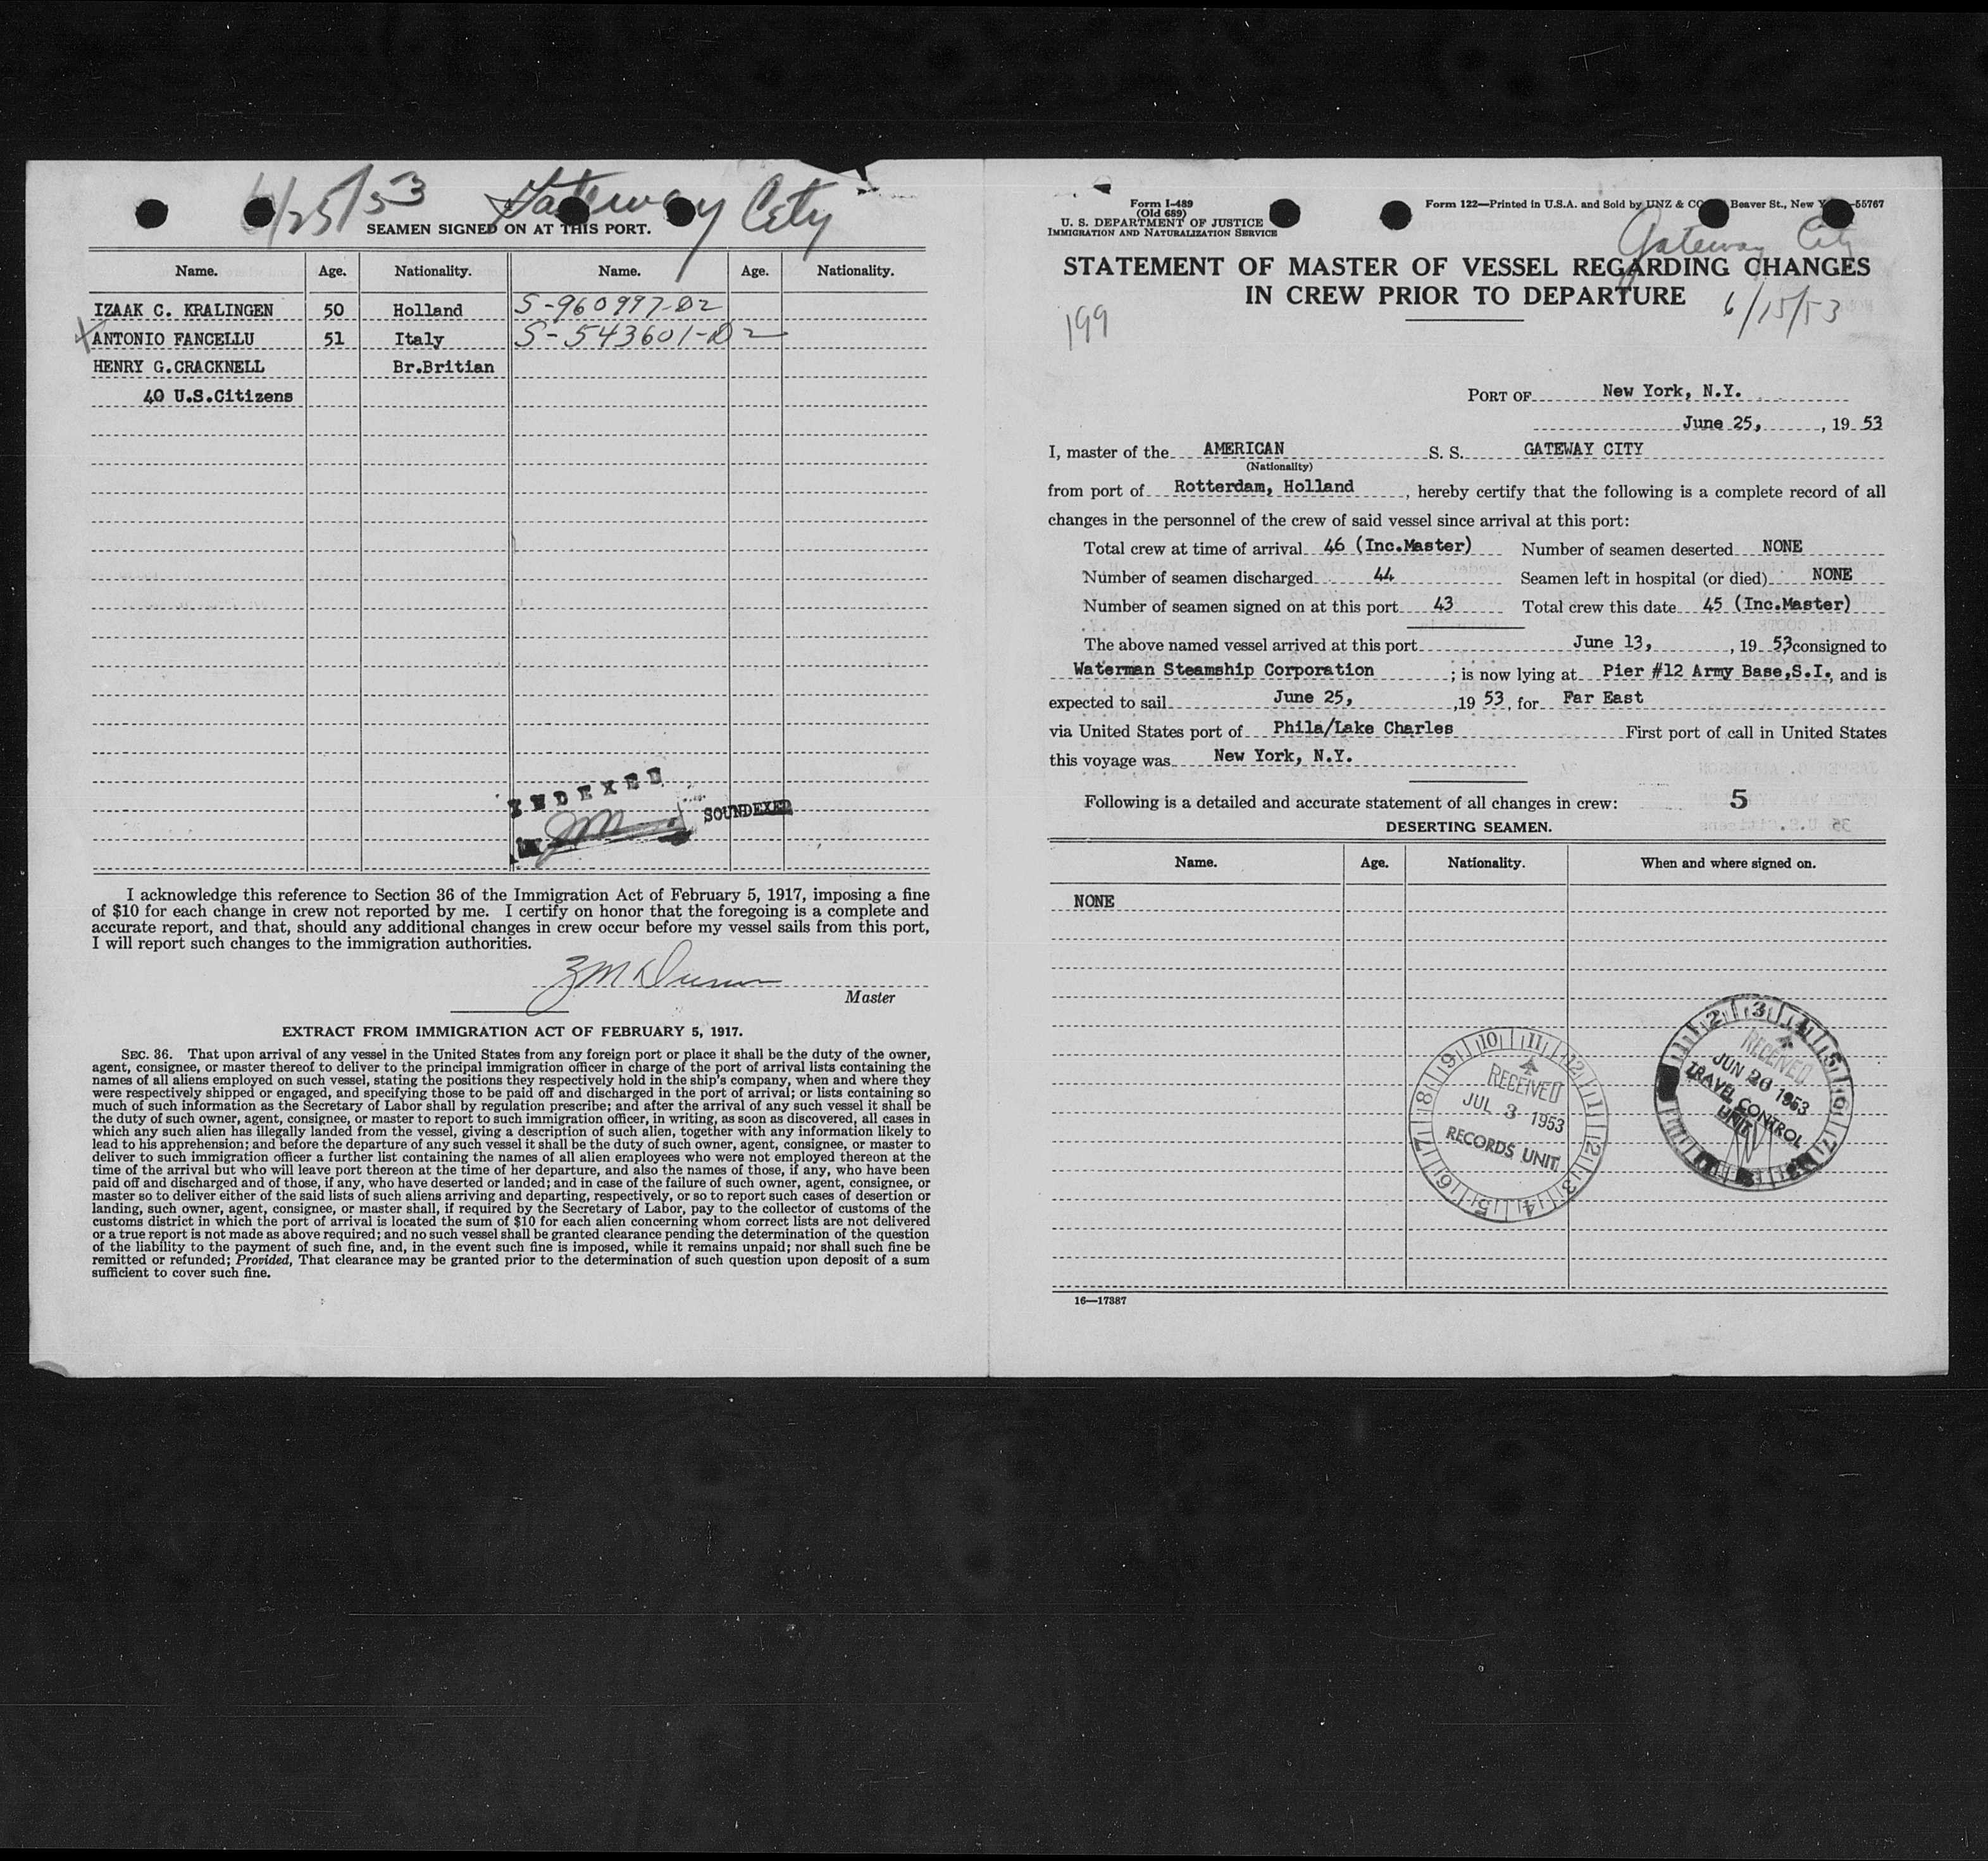 6/25/53 Gateway City
SEAMEN SIGNED ON AT THIS PORT.
Name. Age. Nationality. Name. Age. Nationality.
IZAAK C. KRALINGEN 50 Holland S-960997-D2
X ANTONIO FANCELLU 51 Italy S-543601-D2
HENRY G.CRACKNELL Br.Britian
40 U.S.Citizens
INDEXED
SOUNDEXED
I acknowledge this reference to Section 36 of the Immigration Act of February 5, 1917, imposing a fine
of $10 for each change in crew not reported by me. I certify on honor that the foregoing is a complete and
accurate report, and that, should any additional changes in crew occur before my vessel sails from this port,
I will report such changes to the immigration authorities.
Master
EXTRACT FROM IMMIGRATION ACT OF FEBRUARY 5, 1917.
SEC. 36. That upon arrival of any vessel in the United States from any foreign port or place it shall be the duty of the owner,
agent, consignee, or master thereof to deliver to the principal immigration officer in charge of the port of arrival lists containing the
names of all aliens employed on such vessel, stating the positions they respectively hold in the ship's company, when and where they
were respectively shipped or engaged, and specifying those to be paid off and discharged in the port of arrival; or lists containing so
much of such information as the Secretary of Labor shall by regulation prescribe; and after the arrival of any such vessel it shall be
the duty of such owner, agent, consignee, or master to report to such immigration officer, in writing, as soon as discovered, all cases in
which any such alien has illegally landed from the vessel, giving a description of such alien, together with any information likely to
lead to his apprehension; and before the departure of any such vessel it shall be the duty of such owner, agent, consignee, or master to
deliver to such immigration officer a further list containing the names of all alien employees who were not employed thereon at the
time of the arrival but who will leave port thereon at the time of her departure, and also the names of those, if any, who have been
paid off and discharged and of those, if any, who have deserted or landed; and in case of the failure of such owner, agent, consignee, or
master so to deliver either of the said lists of such aliens arriving and departing, respectively, or so to report such cases of desertion or
landing, such owner, agent, consignee, or master shall, if required by the Secretary of Labor, pay to the collector of customs of the
customs district in which the port of arrival is located the sum of $10 for each alien concerning whom correct lists are not delivered
or a true report is not made as above required; and no such vessel shall be granted clearance pending the determination of the question
of the liability to the payment of such fine, and, in the event such fine is imposed, while it remains unpaid; nor shall such fine be
remitted or refunded; Provided, That clearance may be granted prior to the determination of such question upon deposit of a sum
sufficient to cover such fine.
Form I-489
(Old 689)
U. S. DEPARTMENT OF JUSTICE
IMMIGRATION AND NATURALIZATION SERVICE
Form 122—Printed in U.S.A. and Sold by UNZ & CO Beaver St., New Y -55767
Gateway City
STATEMENT OF MASTER OF VESSEL REGARDING CHANGES
IN CREW PRIOR TO DEPARTURE
199 6/15/53
PORT OF New York, N.Y.
June 25, , 19 53
I, master of the AMERICAN S. S. GATEWAY CITY
(Nationality)
from port of Rotterdam, Holland , hereby certify that the following is a complete record of all
changes in the personnel of the crew of said vessel since arrival at this port:
Total crew at time of arrival 46 (Inc.Master) Number of seamen deserted NONE
Number of seamen discharged 44 Seamen left in hospital (or died) NONE
Number of seamen signed on at this port 43 Total crew this date 45 (Inc.Master)
The above named vessel arrived at this port June 13, , 19 53 consigned to
Waterman Steamship Corporation ; is now lying at Pier #12 Army Base,S.I., and is
expected to sail June 25, ,19 53, for Far East
via United States port of Phila/Lake Charles First port of call in United States
this voyage was New York, N.Y.
Following is a detailed and accurate statement of all changes in crew: 5
DESERTING SEAMEN.
Name. Age. Nationality. When and where signed on.
NONE
RECEIVED
JUL 3 1953
RECORDS UNIT
RECEIVED
JUN 26 1953
TRAVEL CONTROL
UNIT
16—17387